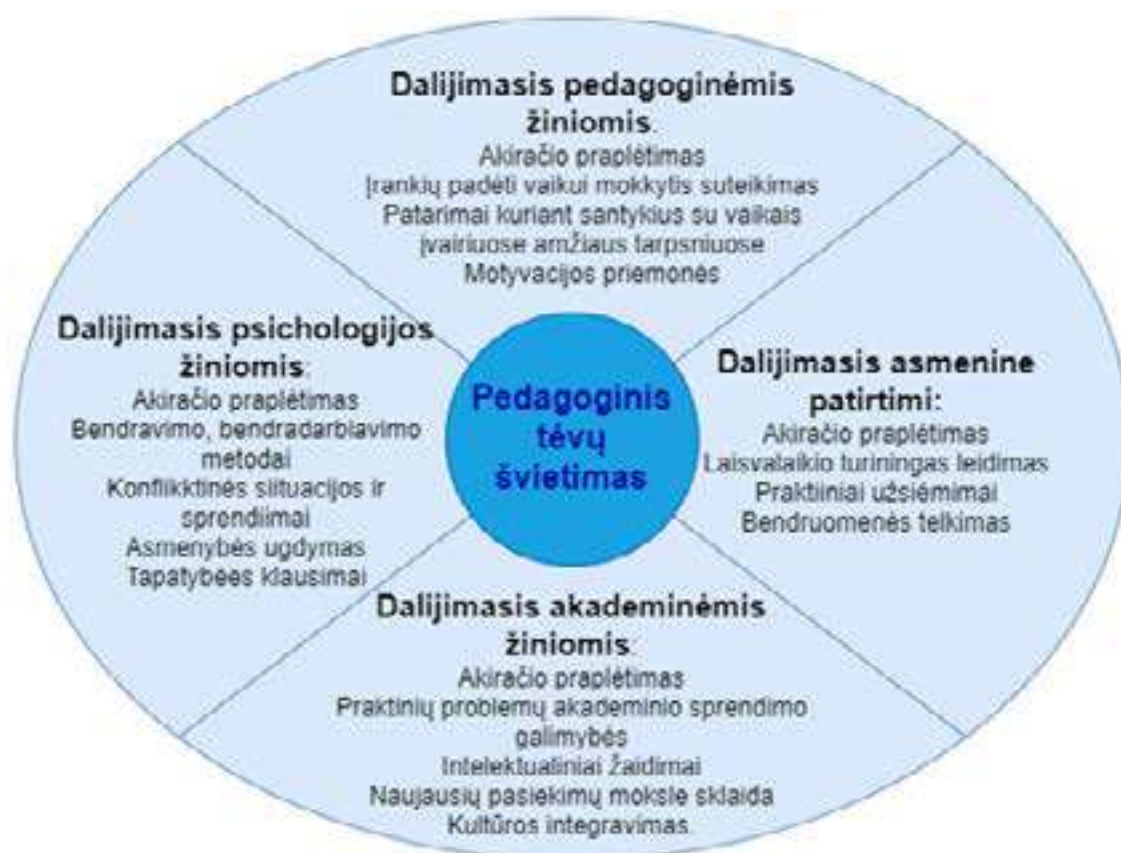 Dalijimasis pedagoginėmis
žiniomis:
Akiračio praplėtimas
Įrankių padėti vaikui mokkytis suteikimas
Patarimai kuriant santykius su vaikais
įvairiuose amžiaus tarpsniuose
Motyvacijos priemonės
Dalijimasis psichologijos
žiniomis:
Akiračio praplėtimas
Bendravimo, bendradarbiavimo
metodai
Konflikktinės siituacijos ir
sprendiimai
Asmenybės ugdymas
Tapatybėes klausimai
Pedagoginis
tėvų
švietimas
Dalijimasis asmenine
patirtimi:
Akiračio praplėtimas
Laisvalaikio turiningas leidimas
Praktiiniai užsiėmimai
Bendruomenės telkimas
Dalijimasis akademinėmis
žiniomis:
Akiračio praplėtimas
Praktinių problemų akademinio sprendimo
galimybės
Intelektualiniai žaidimai
Naujausių pasiekimų moksle sklaida
Kultūros integravimas